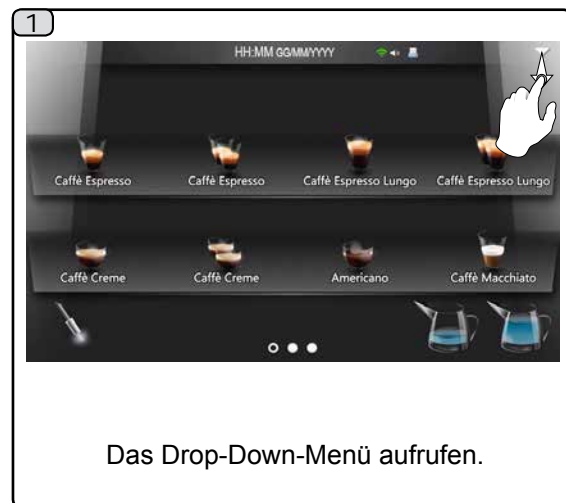 1
HH:MM GG/MM/YYYY
Caffè Espresso Caffè Espresso Caffè Espresso Lungo Caffè Espresso Lungo
Caffè Creme Caffè Creme Americano Caffè Macchiato
Das Drop-Down-Menü aufrufen.